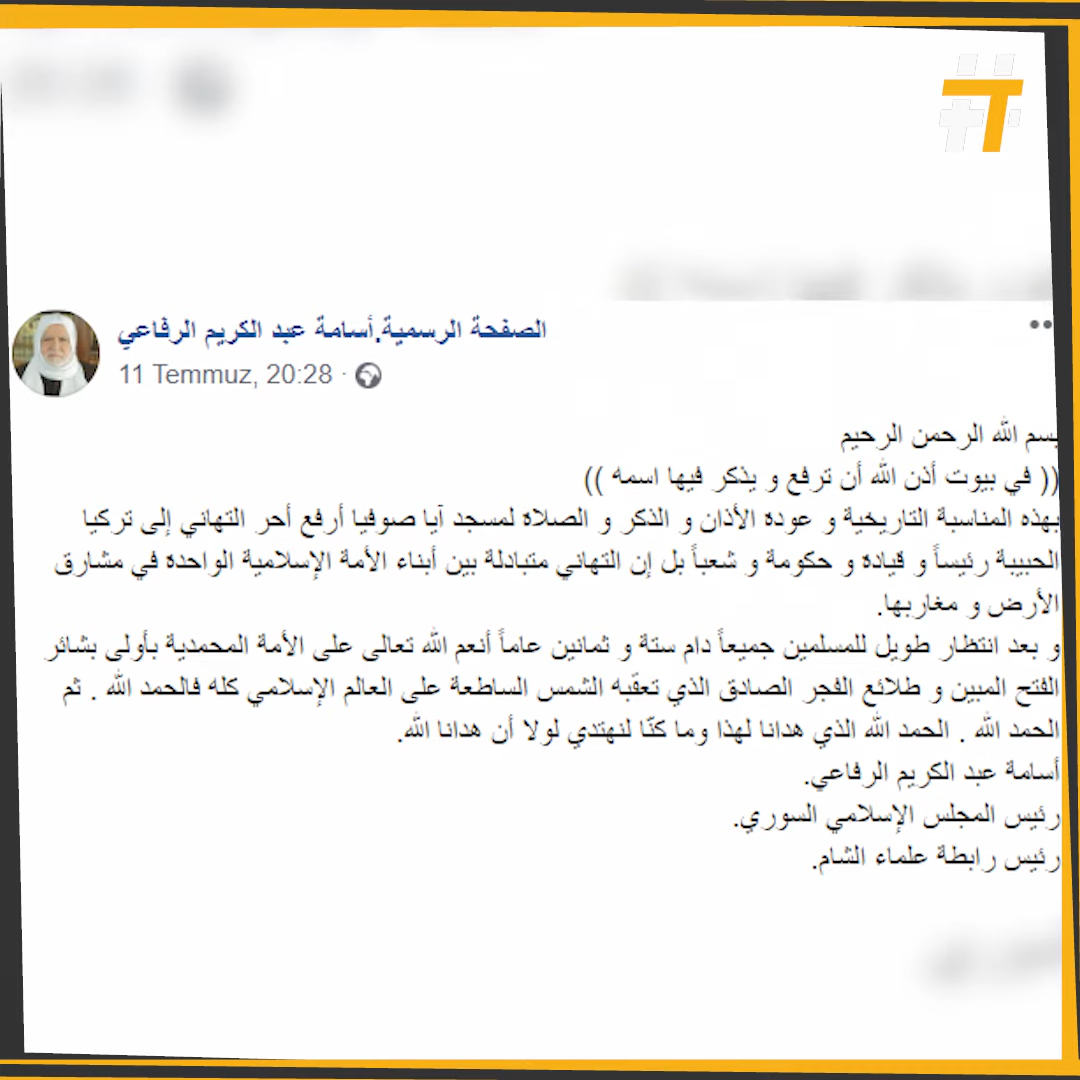 الصفحة الرسمية.أسامة عبد الكريم الرفاعي
11 Temmuz, 20:28 ·
بسم الله الرحمن الرحيم
(( في بيوت أذن الله أن ترفع و يذكر فيها اسمه ))
بهذه المناسبة التاريخية و عودة الأذان و الذكر و الصلاة لمسجد آيا صوفيا أرفع أحر التهاني إلى تركيا
الحبيبة رئيساً و قيادة و حكومة و شعباً بل إن التهاني متبادلة بين أبناء الأمة الإسلامية الواحدة في مشارق
الأرض و مغاربها.
و بعد انتظار طويل للمسلمين جميعاً دام ستة و ثمانين عاماً أنعم الله تعالى على الأمة المحمدية بأولى بشائر
الفتح المبين و طلائع الفجر الصادق الذي تعقبه الشمس الساطعة على العالم الإسلامي كله فالحمد الله . ثم
الحمد الله . الحمد الله الذي هدانا لهذا وما كنّا لنهتدي لولا أن هدانا الله.
أسامة عبد الكريم الرفاعي.
رئيس المجلس الإسلامي السوري.
رئيس رابطة علماء الشام.